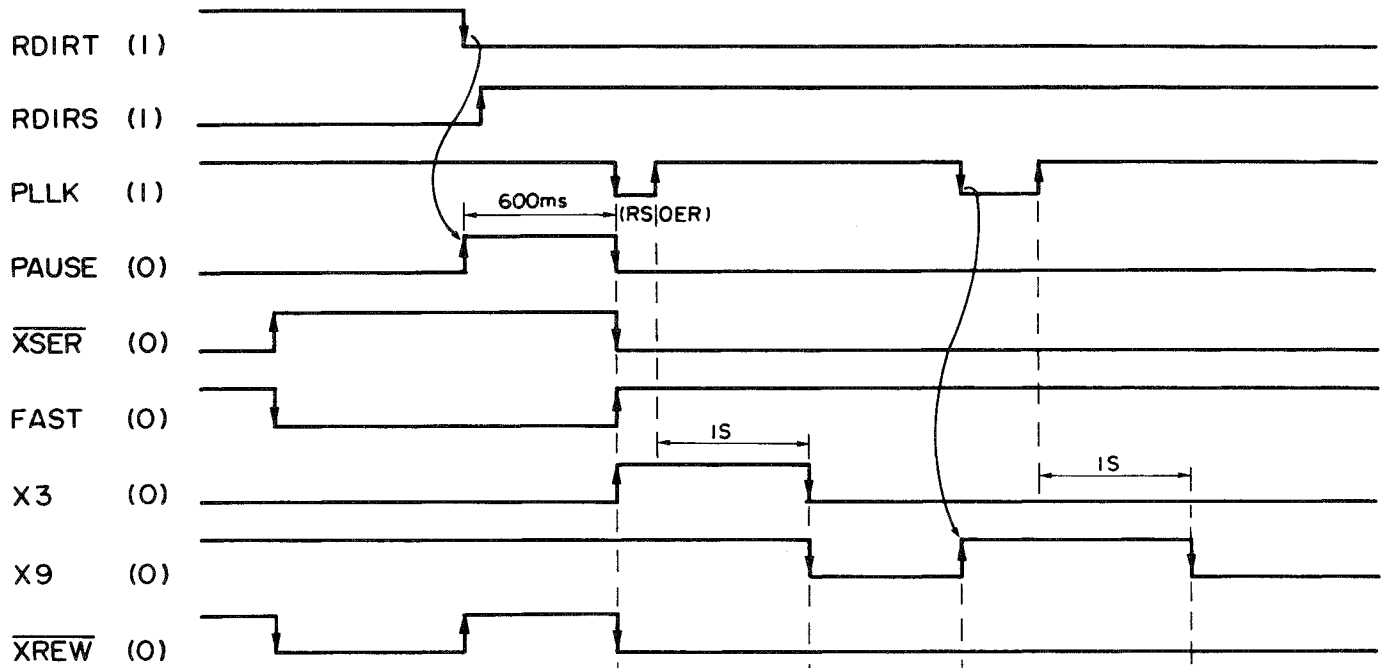 RDIRT (1)
RDIRS (1)
PLLK (1)
600ms (RS|OER)
PAUSE (0)
XSER (0)
FAST (0)
1S
X3 (0)
1S
X9 (0)
XREW (0)